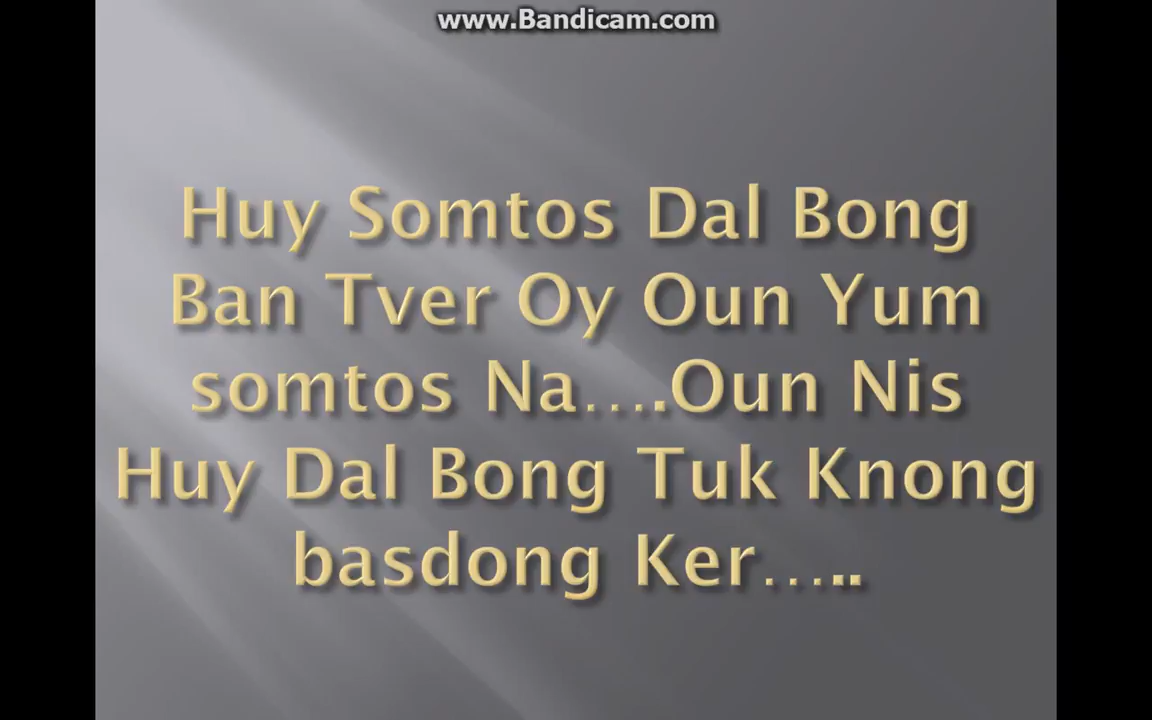 www.Bandicam.com
Huy Somtos Dal Bong
Ban Tver Oy Oun Yum
somtos Na.....Oun Nis
Huy Dal Bong Tuk Knong
basdong Ker.....